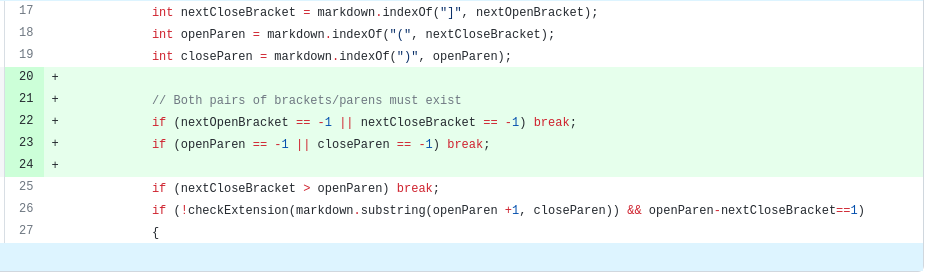 17 int nextCloseBracket = markdown.indexOf("]", nextOpenBracket);
18 int openParen = markdown.indexOf("(", nextCloseBracket);
19 int closeParen = markdown.indexOf(")", openParen);
20 +
21 + // Both pairs of brackets/parens must exist
22 + if (nextOpenBracket == -1 || nextCloseBracket == -1) break;
23 + if (openParen == -1 || closeParen == -1) break;
24 +
25 if (nextCloseBracket > openParen) break;
26 if (!checkExtension(markdown.substring(openParen +1, closeParen)) && openParen-nextCloseBracket==1)
27 {